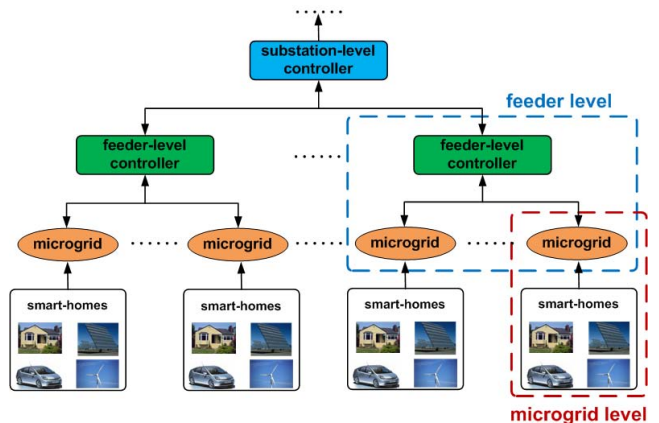 substation-level
controller
feeder level
feeder-level
controller
feeder-level
controller
microgrid
microgrid
microgrid
microgrid
smart-homes
smart-homes
smart-homes
smart-homes
microgrid level